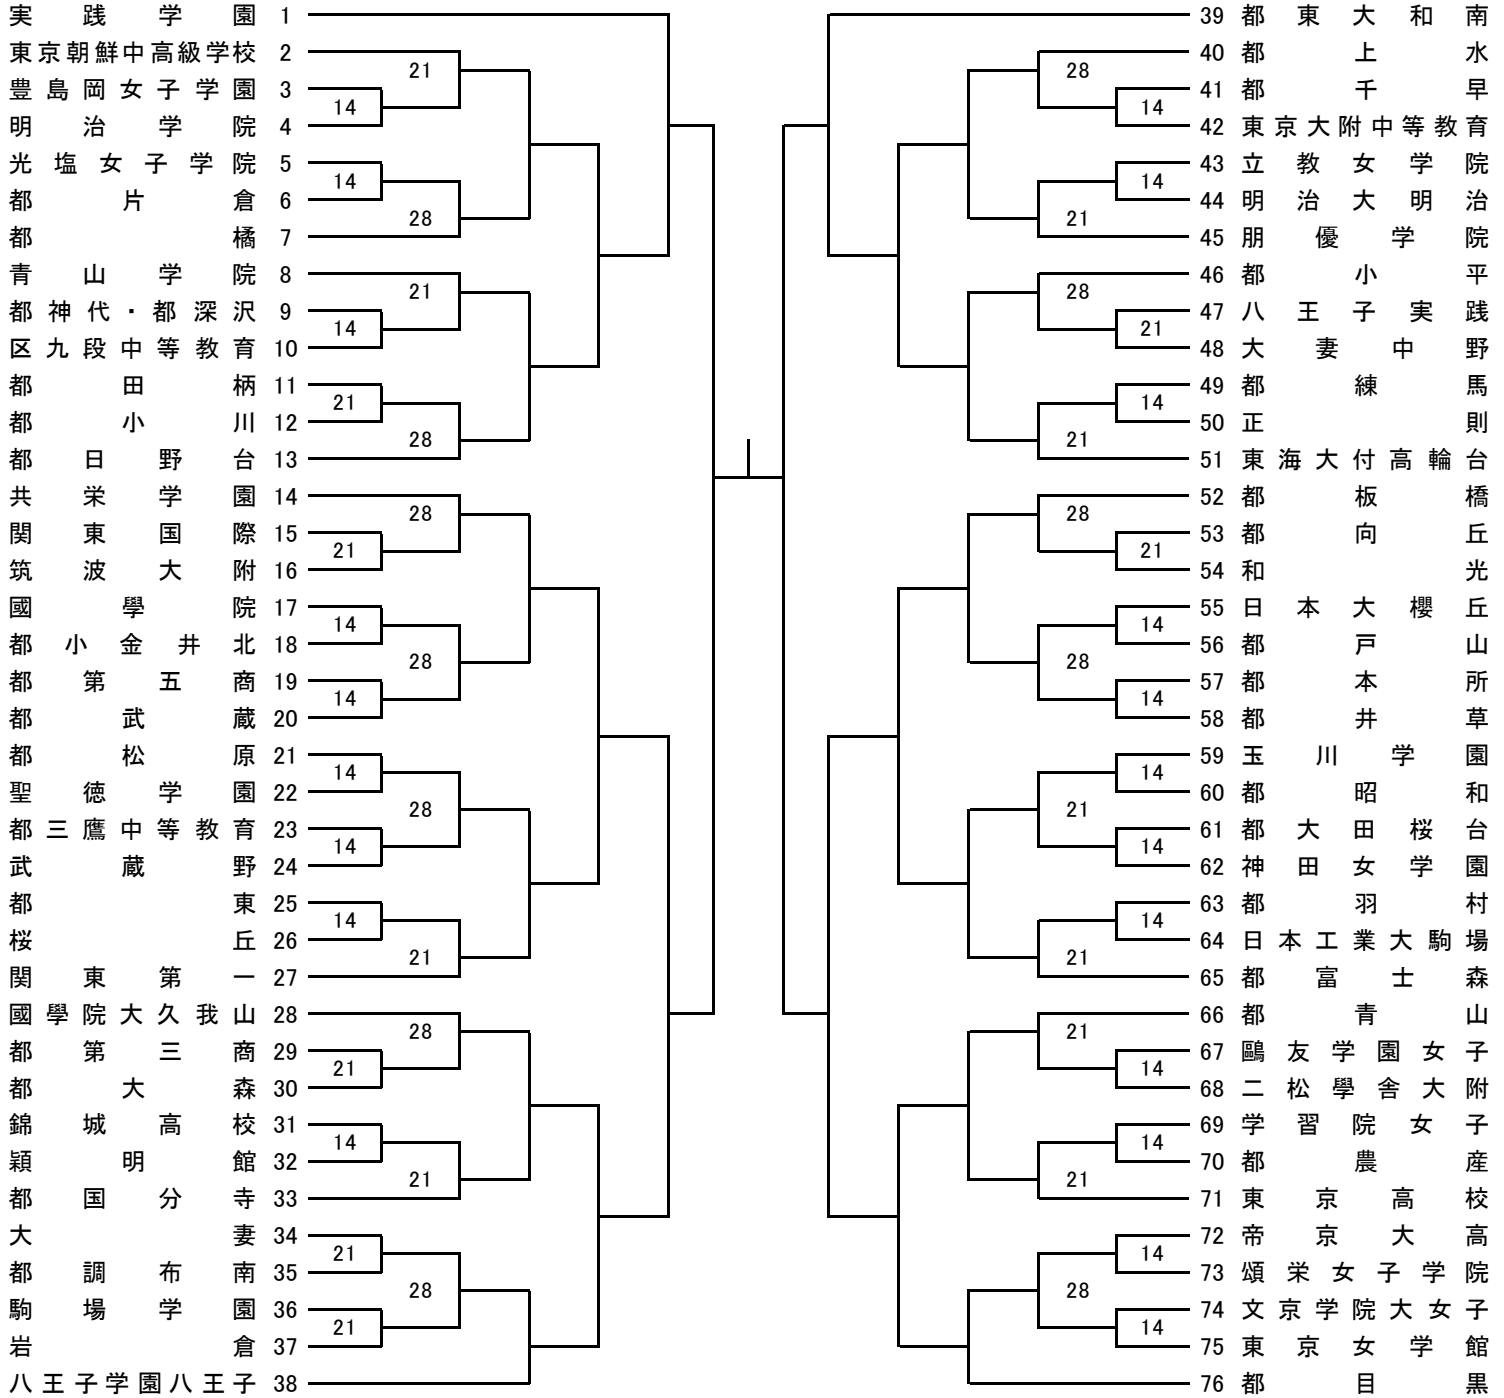 実践学園 1
東京朝鮮中高級学校 2
21
豊島岡女子学園 3
14
明治学院 4
光塩女子学院 5
14
都片倉 6
28
都橘 7
青山学院 8
21
都神代・都深沢 9
14
区九段中等教育 10
都田柄 11
21
都小川 12
28
都日野台 13
共栄学園 14
28
関東国際 15
21
筑波大附 16
國學院 17
14
都小金井北 18
28
都第五商 19
14
都武蔵 20
都松原 21
14
聖徳学園 22
28
都三鷹中等教育 23
14
武蔵野 24
都東 25
14
桜丘 26
21
関東第一 27
國學院大久我山 28
28
都第三商 29
21
都大森 30
錦城高校 31
14
穎明館 32
21
都国分寺 33
大妻 34
21
都調布南 35
28
駒場学園 36
21
岩倉 37
八王子学園八王子 38
39 都東大和南
40 都上水
28
41 都千早
14
42 東京大附中等教育
43 立教女学院
14
44 明治大明治
21
45 朋優学院
46 都小平
28
47 八王子実践
21
48 大妻中野
49 都練馬
14
50 正則
21
51 東海大付高輪台
52 都板橋
28
53 都向丘
21
54 和光
55 日本大櫻丘
14
56 都戸山
28
57 都本所
14
58 都井草
59 玉川学園
14
60 都昭和
21
61 都大田桜台
14
62 神田女学園
63 都羽村
14
64 日本工業大駒場
21
65 都富士森
66 都青山
21
67 鷗友学園女子
14
68 二松學舎大附
69 学習院女子
14
70 都農産
21
71 東京高校
72 帝京大高
14
73 頌栄女子学院
28
74 文京学院大女子
14
75 東京女学館
76 都目黒